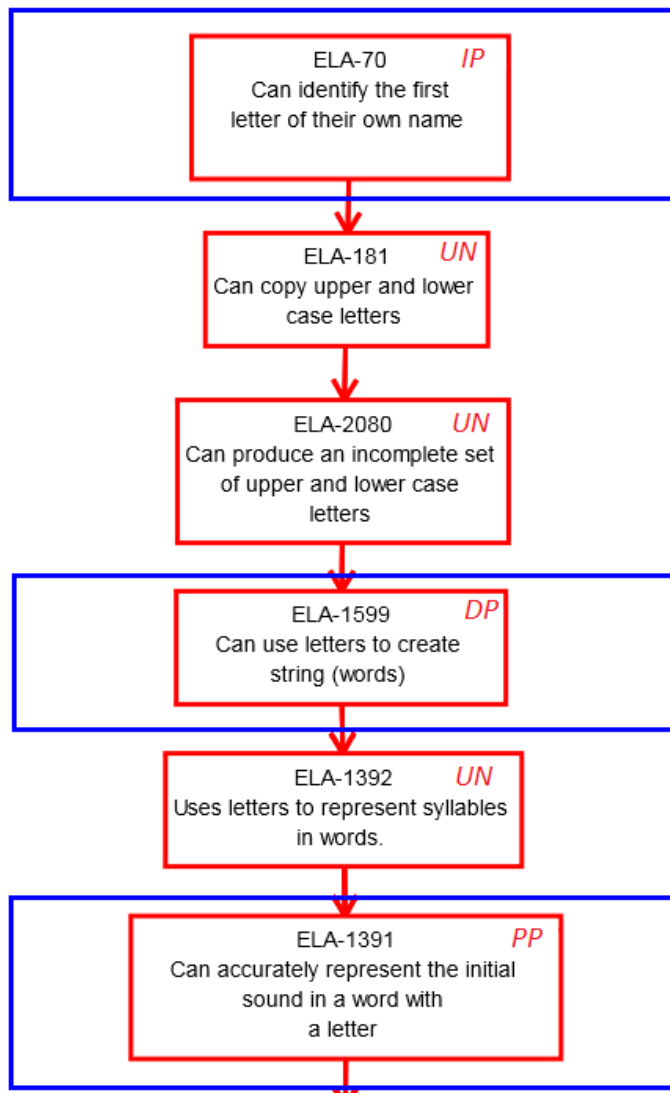 ELA-70 IP
Can identify the first
letter of their own name
ELA-181 UN
Can copy upper and lower
case letters
ELA-2080 UN
Can produce an incomplete set
of upper and lower case
letters
ELA-1599 DP
Can use letters to create
string (words)
ELA-1392 UN
Uses letters to represent syllables
in words.
ELA-1391 PP
Can accurately represent the initial
sound in a word with
a letter